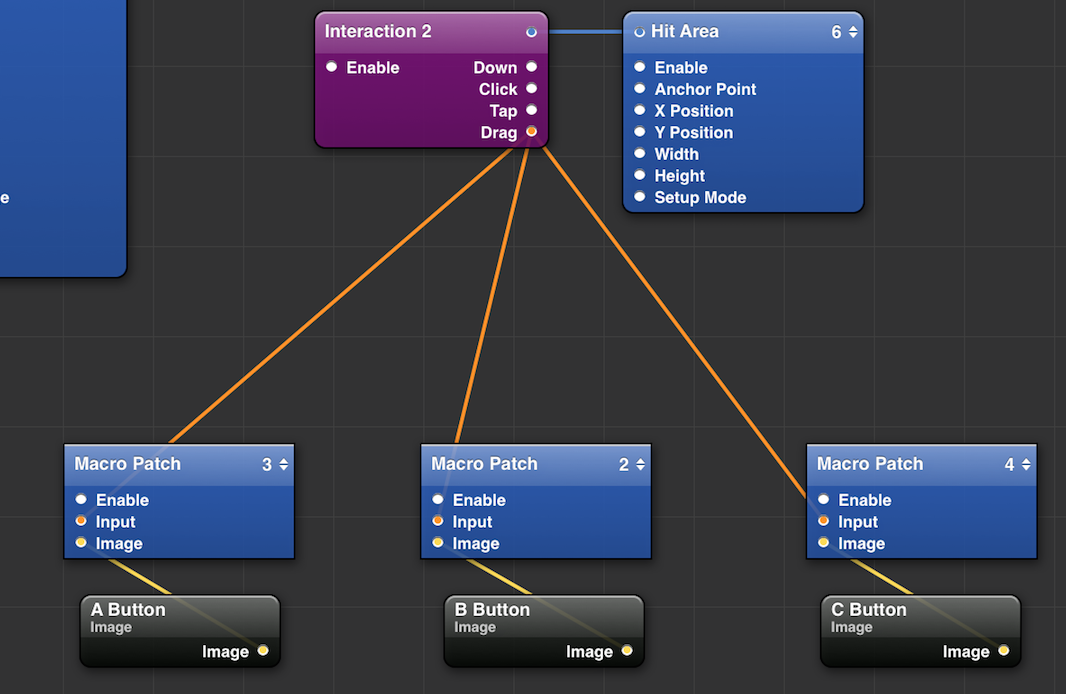 Interaction 2
Enable
Down
Click
Tap
Drag
Hit Area 6
Enable
Anchor Point
X Position
Y Position
Width
Height
Setup Mode
e
Macro Patch 3
Enable
Input
Image
Macro Patch 2
Enable
Input
Image
Macro Patch 4
Enable
Input
Image
A Button
Image
Image
B Button
Image
Image
C Button
Image
Image